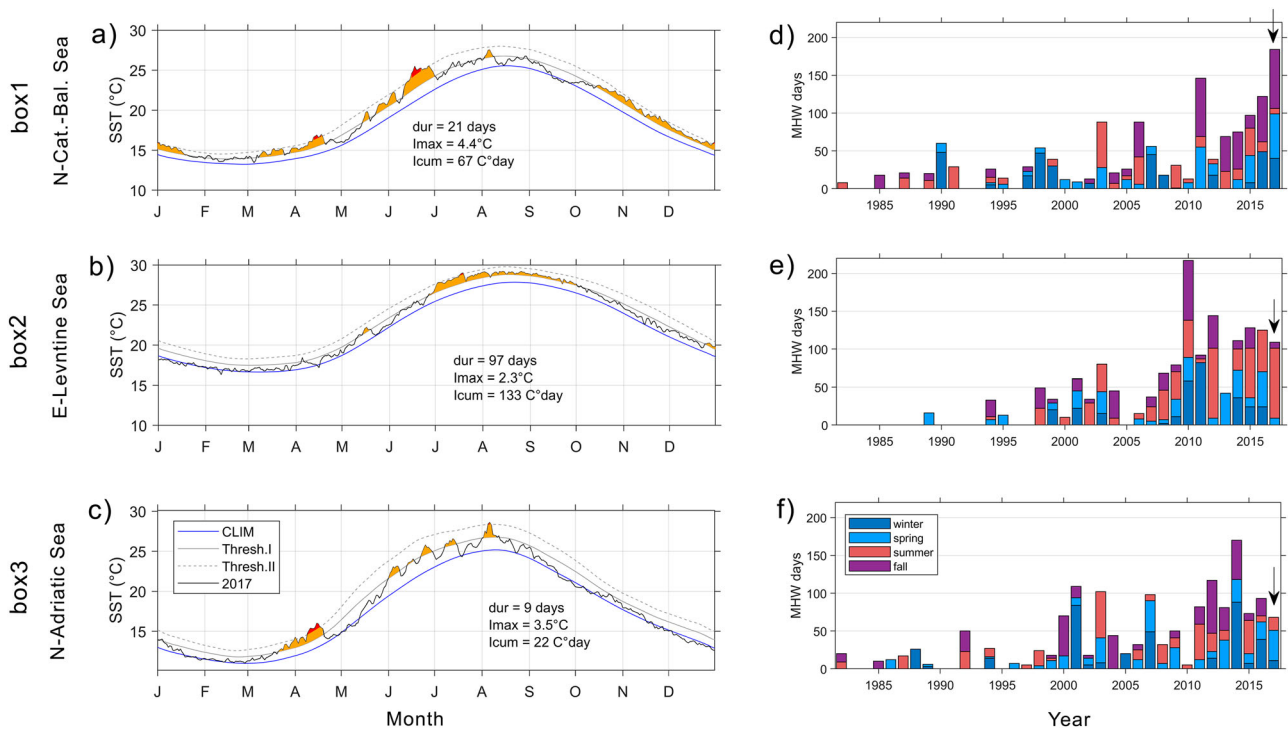 box1
N-Cat.-Bal. Sea
a)
SST (°C)
30
25
20
15
10
dur = 21 days
Imax = 4.4°C
Icum = 67 C°day
J F M A M J J A S O N D
d)
MHW days
200
150
100
50
0
1985 1990 1995 2000 2005 2010 2015
box2
E-Levntine Sea
b)
SST (°C)
30
25
20
15
10
dur = 97 days
Imax = 2.3°C
Icum = 133 C°day
J F M A M J J A S O N D
e)
MHW days
200
150
100
50
0
1985 1990 1995 2000 2005 2010 2015
box3
N-Adriatic Sea
c)
SST (°C)
30
25
20
15
CLIM
Thresh.I
Thresh.II
2017
dur = 9 days
Imax = 3.5°C
Icum = 22 C°day
J F M A M J J A S O N D
Month
f)
MHW days
200
150
100
50
0
winter
spring
summer
fall
1985 1990 1995 2000 2005 2010 2015
Year